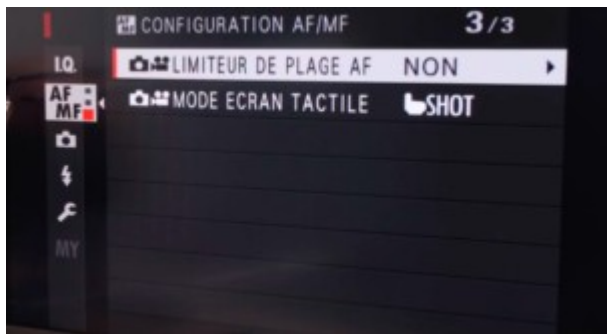 CONFIGURATION AF/MF 3/3
I.Q.
LIMITEUR DE PLAGE AF NON
AF MF
MODE ECRAN TACTILE SHOT
MY